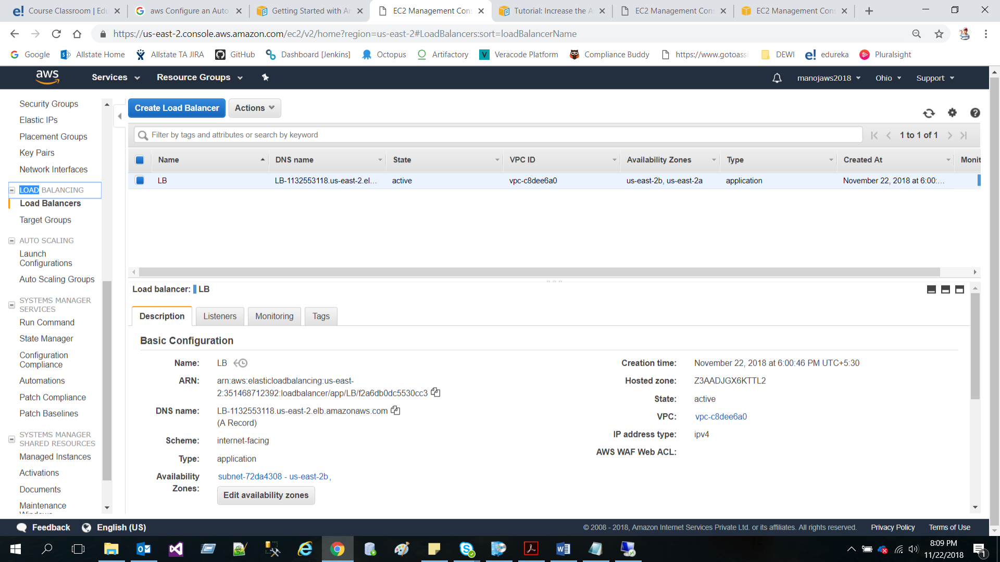 Course Classroom | Edu
aws Configure an Auto
Getting Started with Am
EC2 Management Cons
Tutorial: Increase the A
EC2 Management Cons
EC2 Management Cons
https://us-east-2.console.aws.amazon.com/ec2/v2/home?region=us-east-2#LoadBalancers:sort=loadBalancerName
Google
Allstate Home
Allstate TA JIRA
GitHub
Dashboard [Jenkins]
Octopus
Artifactory
Veracode Platform
Compliance Buddy
https://www.gotoassi
DEWI
edureka
Pluralsight
aws
Services
Resource Groups
manojaws2018
Ohio
Support
Security Groups
Elastic IPs
Placement Groups
Key Pairs
Network Interfaces
LOAD BALANCING
Load Balancers
Target Groups
AUTO SCALING
Launch
Configurations
Auto Scaling Groups
SYSTEMS MANAGER
SERVICES
Run Command
State Manager
Configuration
Compliance
Automations
Patch Compliance
Patch Baselines
SYSTEMS MANAGER
SHARED RESOURCES
Managed Instances
Activations
Documents
Maintenance
Create Load Balancer
Actions
Filter by tags and attributes or search by keyword
1 to 1 of 1
Name DNS name State VPC ID Availability Zones Type Created At Monit
LB LB-1132553118.us-east-2.el... active vpc-c8dee6a0 us-east-2b, us-east-2a application November 22, 2018 at 6:00:...
Load balancer: LB
Description Listeners Monitoring Tags
Basic Configuration
Name: LB
ARN: arn:aws:elasticloadbalancing:us-east-
2:351468712392:loadbalancer/app/LB/f2a6db0dc5530cc3
DNS name: LB-1132553118.us-east-2.elb.amazonaws.com
(A Record)
Scheme: internet-facing
Type: application
Availability
Zones: subnet-72da4308 - us-east-2b,
Edit availability zones
Creation time: November 22, 2018 at 6:00:46 PM UTC+5:30
Hosted zone: Z3AADJGX6KTTL2
State: active
VPC: vpc-c8dee6a0
IP address type: ipv4
AWS WAF Web ACL:
Feedback
English (US)
© 2008 - 2018, Amazon Internet Services Private Ltd. or its affiliates. All rights reserved.
Privacy Policy
Terms of Use
8:09 PM
11/22/2018
1